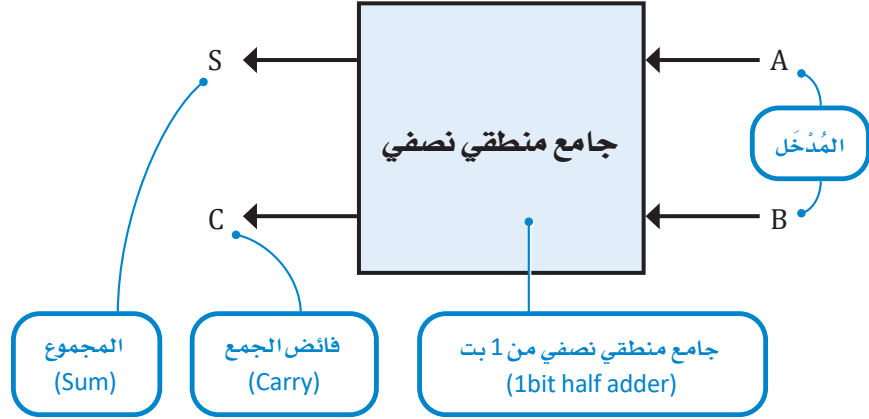 A
S
جامع منطقي نصفي
المُدْخَل
B
C
جامع منطقي نصفي من 1 بت
(1bit half adder)
فائض الجمع
(Carry)
المجموع
(Sum)